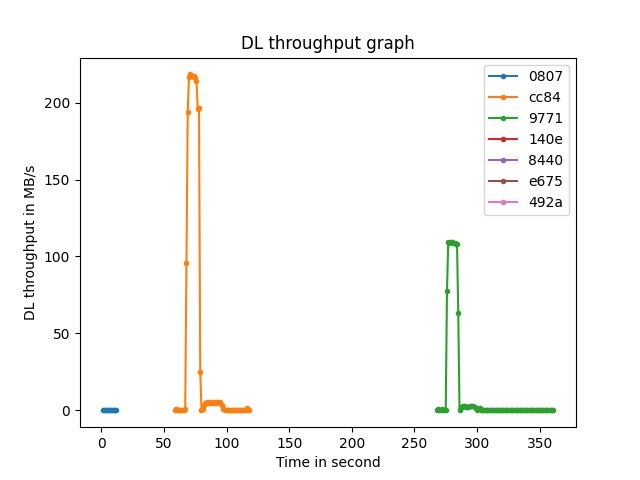 DL throughput graph
DL throughput in MB/s
200
150
100
50
0
0 50 100 150 200 250 300 350
Time in second
0807
cc84
9771
140e
8440
e675
492a